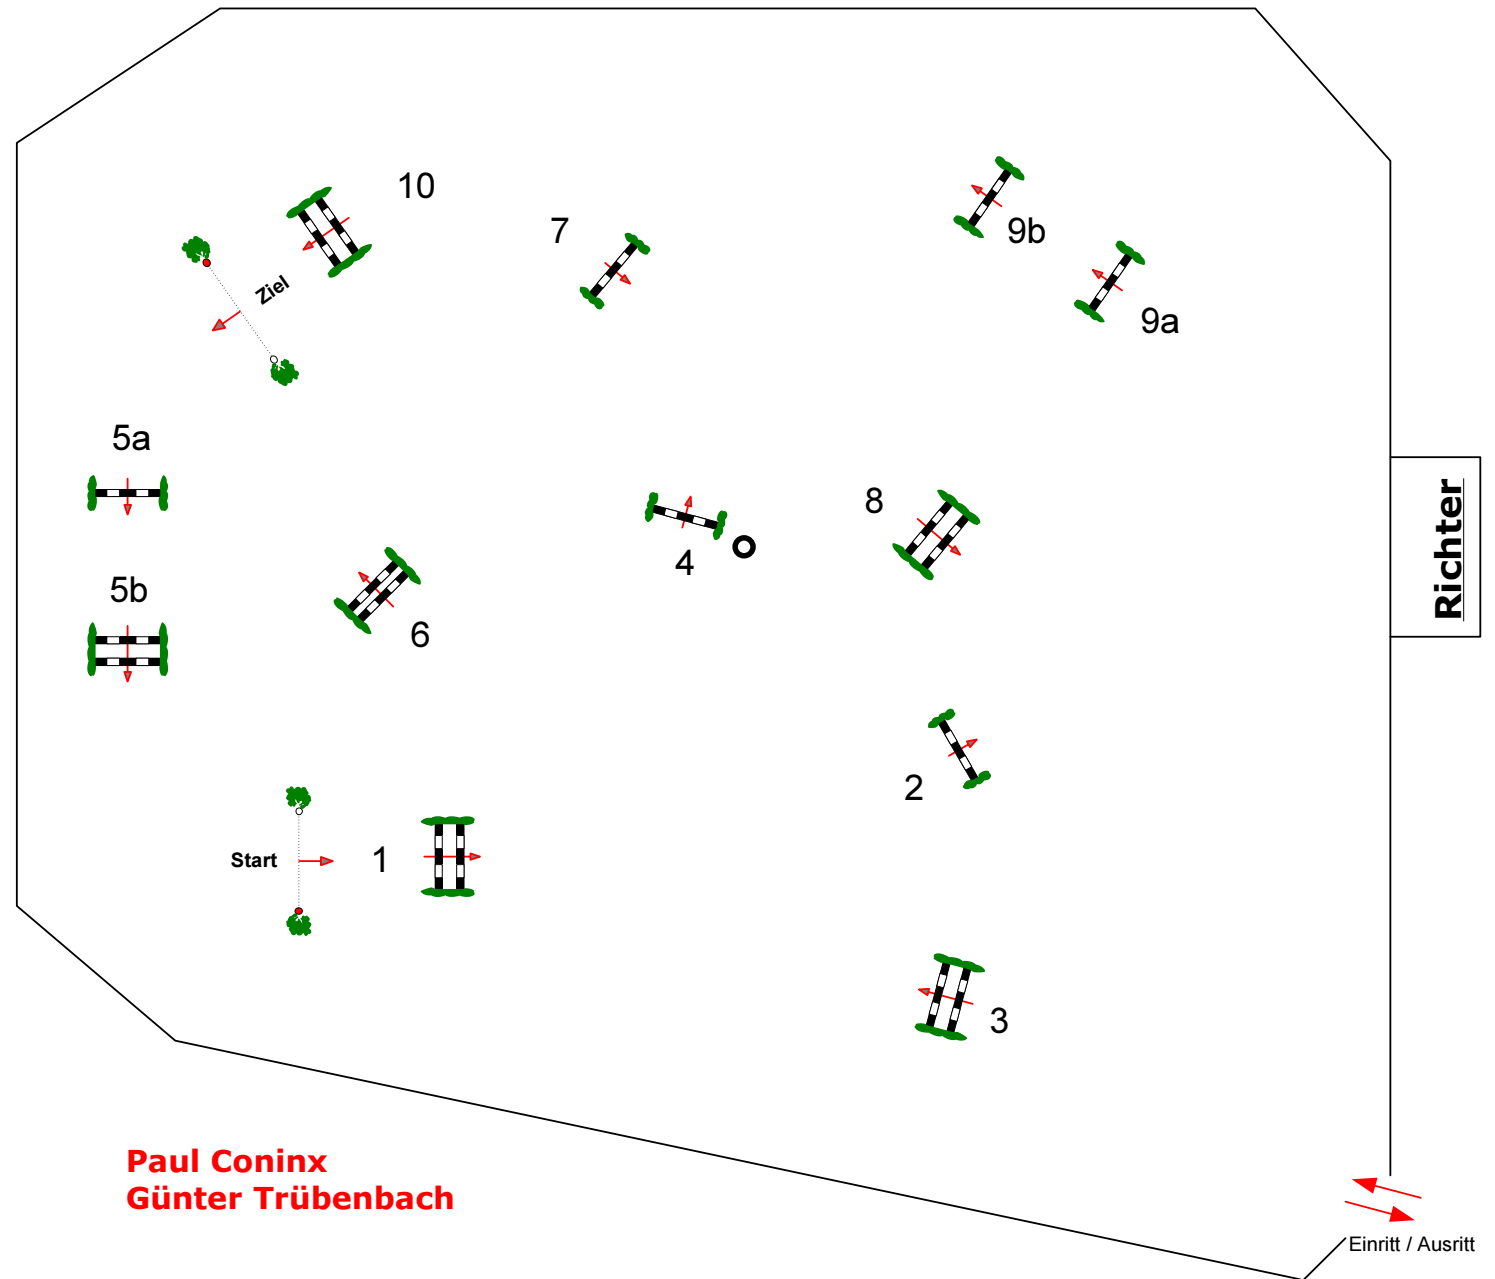 10
7
9b
9a
Ziel
5a
8
4
5b
6
Richter
2
Start
1
3
Paul Coninx
Günter Trübenbach
Einritt / Ausritt